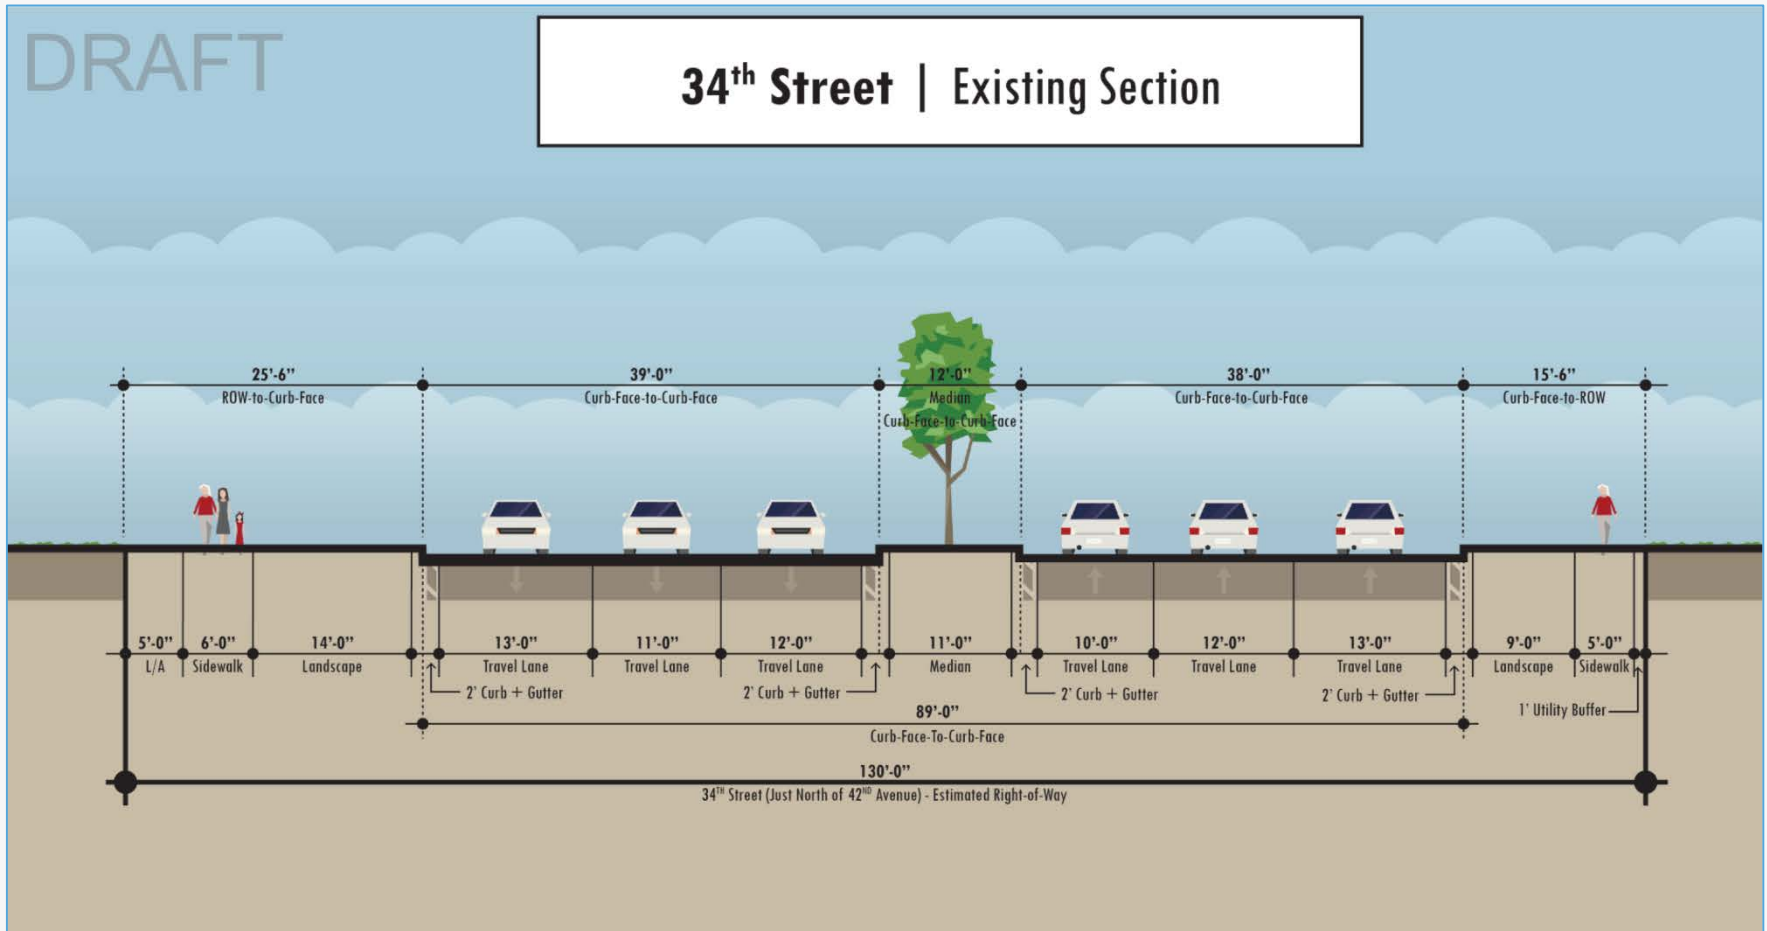 DRAFT
34th Street | Existing Section
25'-6" 39'-0" 12'-0" 38'-0" 15'-6"
ROW-to-Curb-Face Curb-Face-to-Curb-Face Median Curb-Face-to-Curb-Face Curb-Face-to-ROW
Curb-Face-to-Curb-Face
5'-0" 6'-0" 14'-0" 13'-0" 11'-0" 12'-0" 11'-0" 10'-0" 12'-0" 13'-0" 9'-0" 5'-0"
L/A Sidewalk Landscape Travel Lane Travel Lane Travel Lane Median Travel Lane Travel Lane Travel Lane Landscape Sidewalk
2' Curb + Gutter 2' Curb + Gutter 2' Curb + Gutter 2' Curb + Gutter
1' Utility Buffer
89'-0"
Curb-Face-To-Curb-Face
130'-0"
34TH Street (Just North of 42ND Avenue) - Estimated Right-of-Way